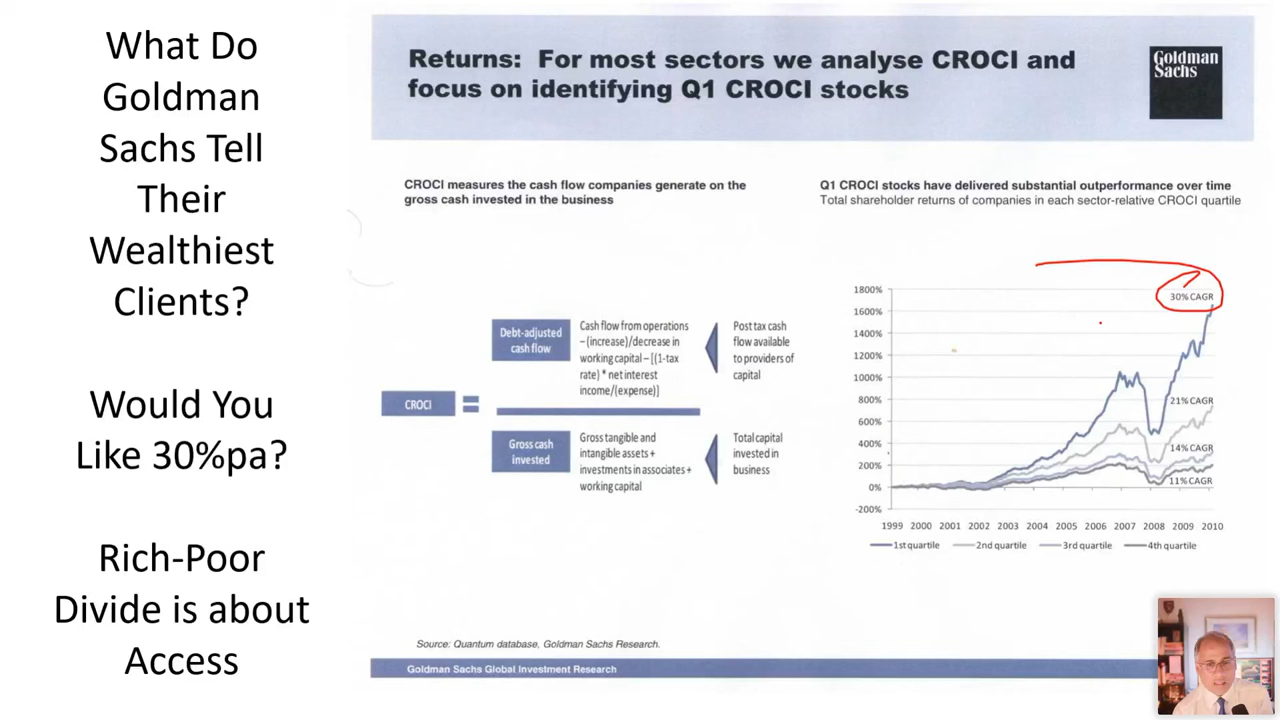 What Do
Goldman
Sachs Tell
Their
Wealthiest
Clients?
Would You
Like 30%pa?
Rich-Poor
Divide is about
Access
Returns: For most sectors we analyse CROCI and
focus on identifying Q1 CROCI stocks
Goldman
Sachs
CROCI measures the cash flow companies generate on the
gross cash invested in the business
CROCI
=
Debt-adjusted
cash flow
Cash flow from operations
– (increase)/decrease in
working capital – [(1-tax
rate) * net interest
income/(expense)]
Post tax cash
flow available
to providers of
capital
Gross cash
invested
Gross tangible and
intangible assets +
investments in associates +
working capital
Total capital
invested in
business
Q1 CROCI stocks have delivered substantial outperformance over time
Total shareholder returns of companies in each sector-relative CROCI quartile
1800%
1600%
1400%
1200%
1000%
800%
600%
400%
200%
0%
-200%
30% CAGR
21% CAGR
14% CAGR
11% CAGR
1999 2000 2001 2002 2003 2004 2005 2006 2007 2008 2009 2010
1st quartile 2nd quartile 3rd quartile 4th quartile
Source: Quantum database, Goldman Sachs Research.
Goldman Sachs Global Investment Research